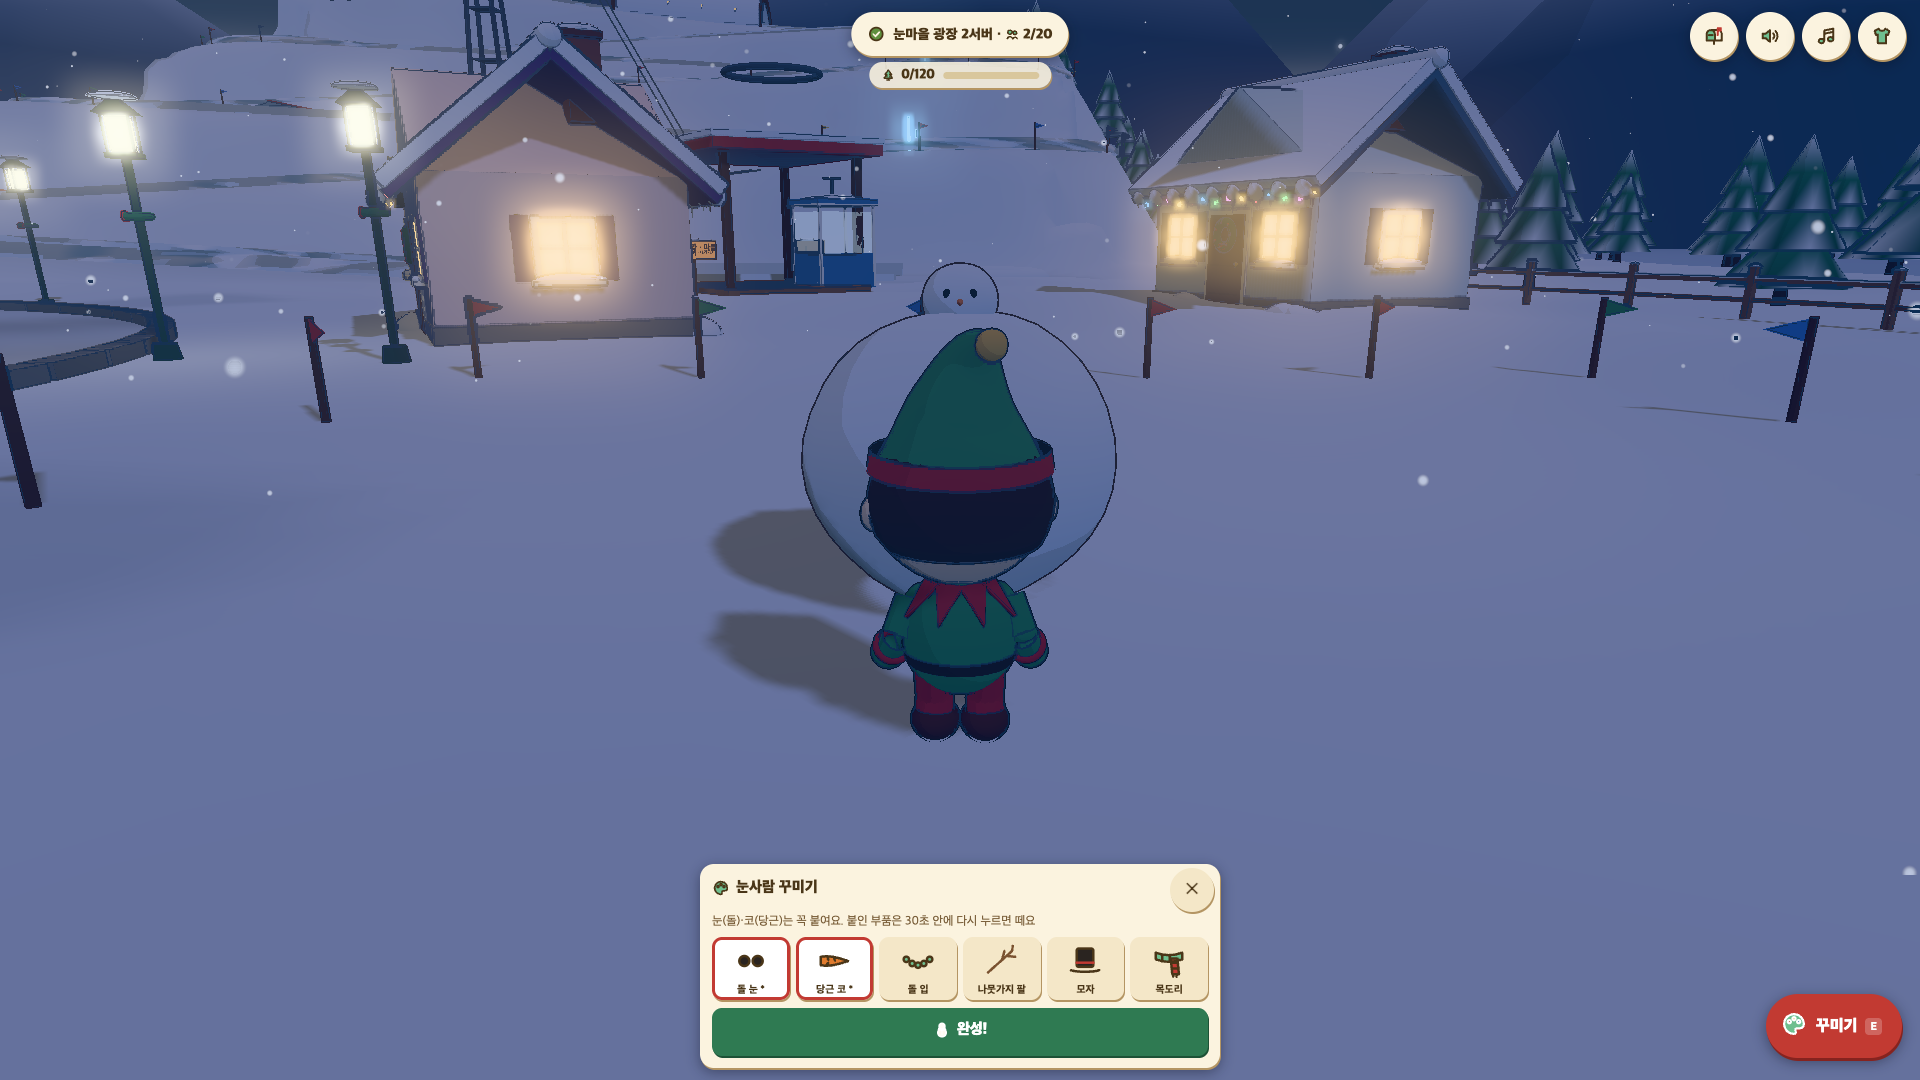 눈마을 광장 2서버 · 2/20
0/120
눈사람 꾸미기
눈(돌)·코(당근)는 꼭 붙여요. 붙인 부품은 30초 안에 다시 누르면 떼요
돌 눈 *
당근 코 *
돌 입
나뭇가지 팔
모자
목도리
완성!
꾸미기 E